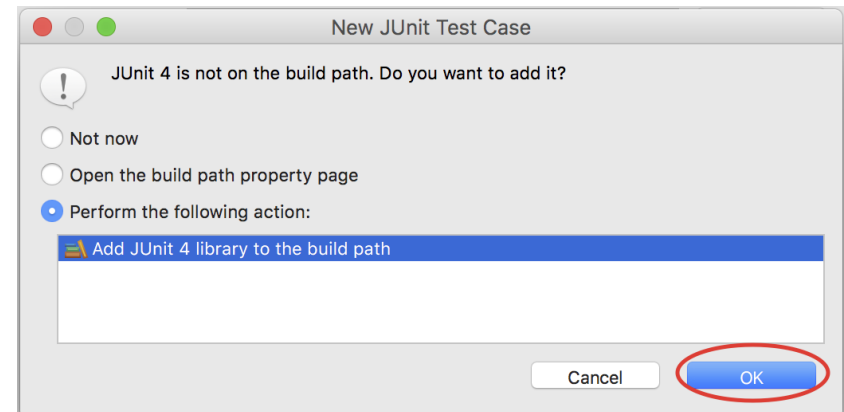 New JUnit Test Case
JUnit 4 is not on the build path. Do you want to add it?
Not now
Open the build path property page
Perform the following action:
Add JUnit 4 library to the build path
Cancel
OK